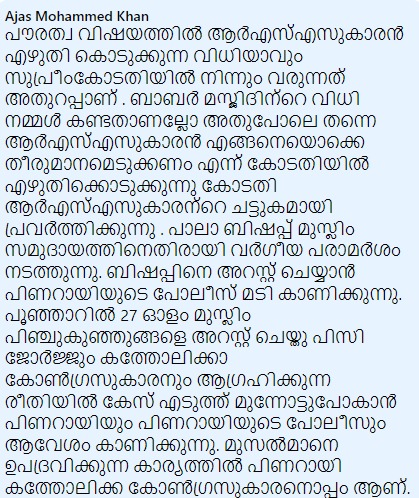 Ajas Mohammed Khan
പൗരത്വ വിഷയത്തിൽ ആർഎസ്എസുകാരൻ
എഴുതി കൊടുക്കുന്ന വിധിയാവും
സുപ്രീംകോടതിയിൽ നിന്നും വരുന്നത്
അതുറപ്പാണ് . ബാബർ മസ്ജിദിന്റെ വിധി
നമ്മൾ കണ്ടതാണല്ലോ അതുപോലെ തന്നെ
ആർഎസ്എസുകാരൻ എങ്ങനെയൊക്കെ
തീരുമാനമെടുക്കണം എന്ന് കോടതിയിൽ
എഴുതിക്കൊടുക്കുന്നു കോടതി
ആർഎസ്എസുകാരന്റെ ചട്ടുകമായി
പ്രവർത്തിക്കുന്നു . പാലാ ബിഷപ്പ് മുസ്ലിം
സമുദായത്തിനെതിരായി വർഗീയ പരാമർശം
നടത്തുന്നു. ബിഷപ്പിനെ അറസ്റ്റ് ചെയ്യാൻ
പിണറായിയുടെ പോലീസ് മടി കാണിക്കുന്നു.
പൂഞ്ഞാറിൽ 27 ഓളം മുസ്ലിം
പിഞ്ചുകുഞ്ഞുങ്ങളെ അറസ്റ്റ് ചെയ്തു പിസി
ജോർജ്ജും കത്തോലിക്കാ
കോൺഗ്രസുകാരനും ആഗ്രഹിക്കുന്ന
രീതിയിൽ കേസ് എടുത്ത് മുന്നോട്ടുപോകാൻ
പിണറായിയും പിണറായിയുടെ പോലീസും
ആവേശം കാണിക്കുന്നു. മുസൽമാനെ
ഉപദ്രവിക്കുന്ന കാര്യത്തിൽ പിണറായി
കത്തോലിക്ക കോൺഗ്രസുകാരനൊപ്പം ആണ്.